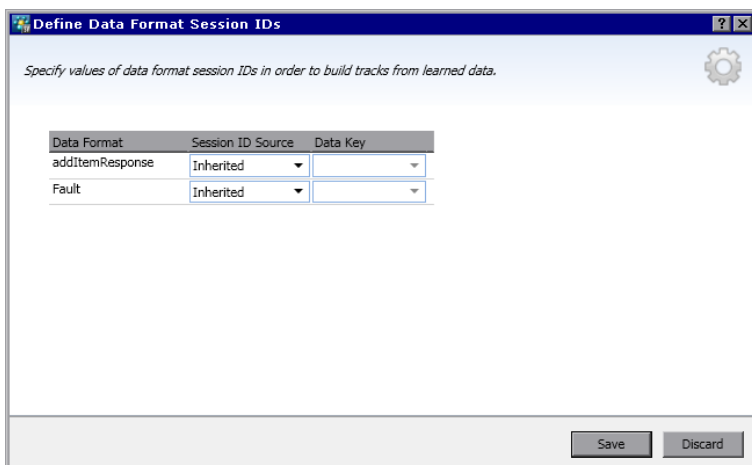 Define Data Format Session IDs
Specify values of data format session IDs in order to build tracks from learned data.
Data Format Session ID Source Data Key
addItemResponse Inherited
Fault Inherited
Save Discard